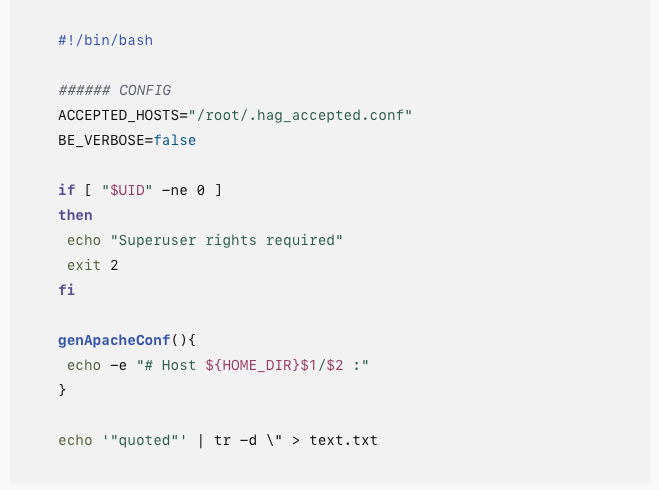 #!/bin/bash
###### CONFIG
ACCEPTED_HOSTS="/root/.hag_accepted.conf"
BE_VERBOSE=false
if [ "$UID" -ne 0 ]
then
 echo "Superuser rights required"
 exit 2
fi
genApacheConf(){
 echo -e "# Host ${HOME_DIR}$1/$2 :"
}
echo '"quoted"' | tr -d \" > text.txt